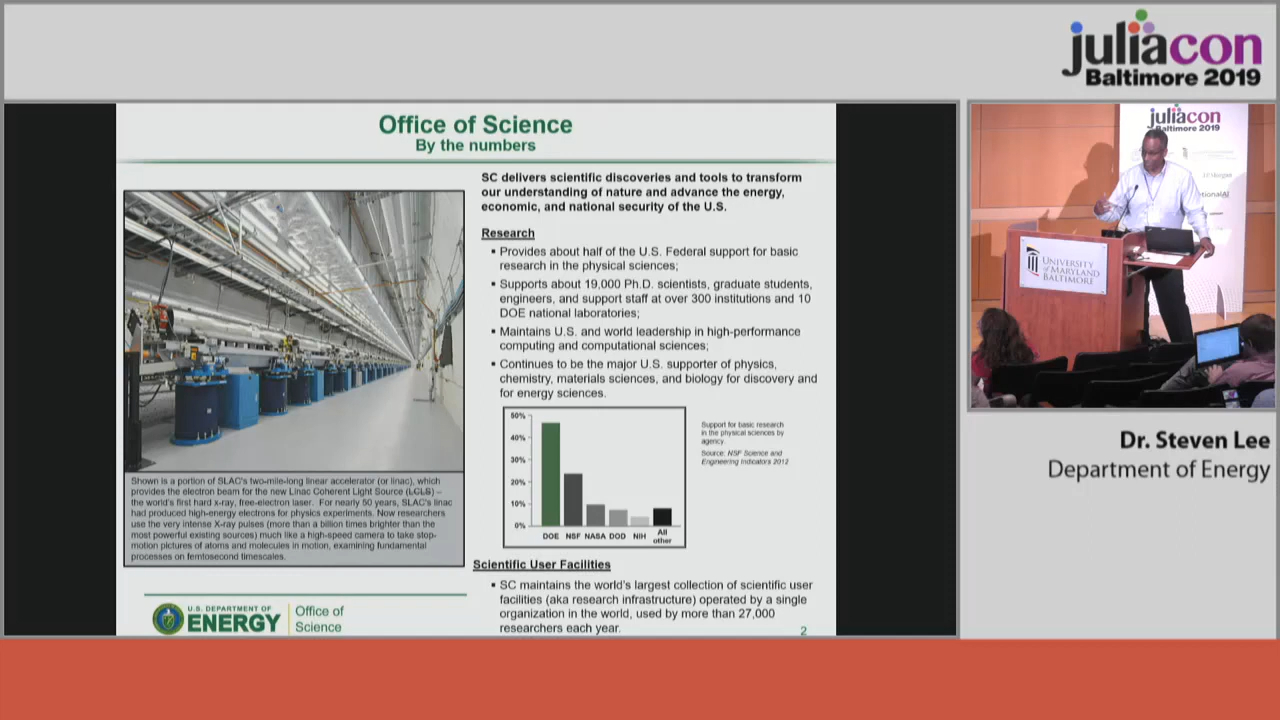 juliacon
Baltimore 2019
Office of Science
By the numbers
SC delivers scientific discoveries and tools to transform
our understanding of nature and advance the energy,
economic, and national security of the U.S.
Research
▪ Provides about half of the U.S. Federal support for basic
research in the physical sciences;
▪ Supports about 19,000 Ph.D. scientists, graduate students,
engineers, and support staff at over 300 institutions and 10
DOE national laboratories;
▪ Maintains U.S. and world leadership in high-performance
computing and computational sciences;
▪ Continues to be the major U.S. supporter of physics,
chemistry, materials sciences, and biology for discovery and
for energy sciences.
50%
40%
30%
20%
10%
0%
DOE NSF NASA DOD NIH All other
Support for basic research
in the physical sciences by
agency.
Source: NSF Science and
Engineering Indicators 2012
Shown is a portion of SLAC's two-mile-long linear accelerator (or linac), which
provides the electron beam for the new Linac Coherent Light Source (LCLS) –
the world's first hard x-ray, free-electron laser. For nearly 50 years, SLAC's linac
had produced high-energy electrons for physics experiments. Now researchers
use the very intense X-ray pulses (more than a billion times brighter than the
most powerful existing sources) much like a high-speed camera to take stop-
motion pictures of atoms and molecules in motion, examining fundamental
processes on femtosecond timescales.
Scientific User Facilities
▪ SC maintains the world's largest collection of scientific user
facilities (aka research infrastructure) operated by a single
organization in the world, used by more than 27,000
researchers each year.
U.S. DEPARTMENT OF
ENERGY
Office of
Science
2
juliacon
Baltimore 2019
UNIVERSITY
of MARYLAND
BALTIMORE
Dr. Steven Lee
Department of Energy